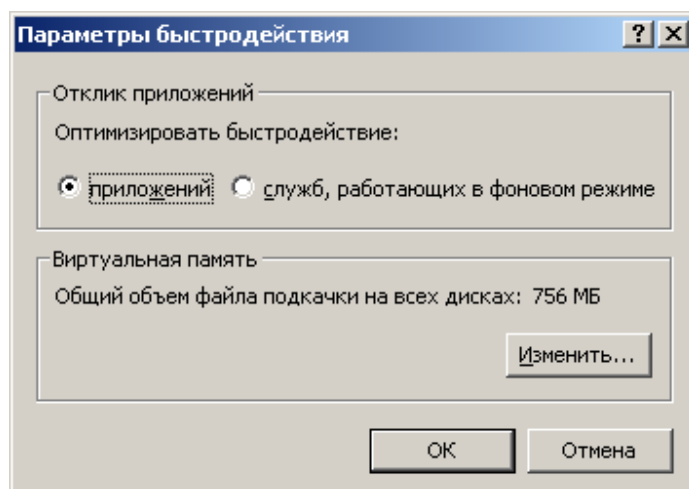 Параметры быстродействия
Отклик приложений
Оптимизировать быстродействие:
приложений служб, работающих в фоновом режиме
Виртуальная память
Общий объем файла подкачки на всех дисках: 756 МБ
Изменить...
ОК Отмена